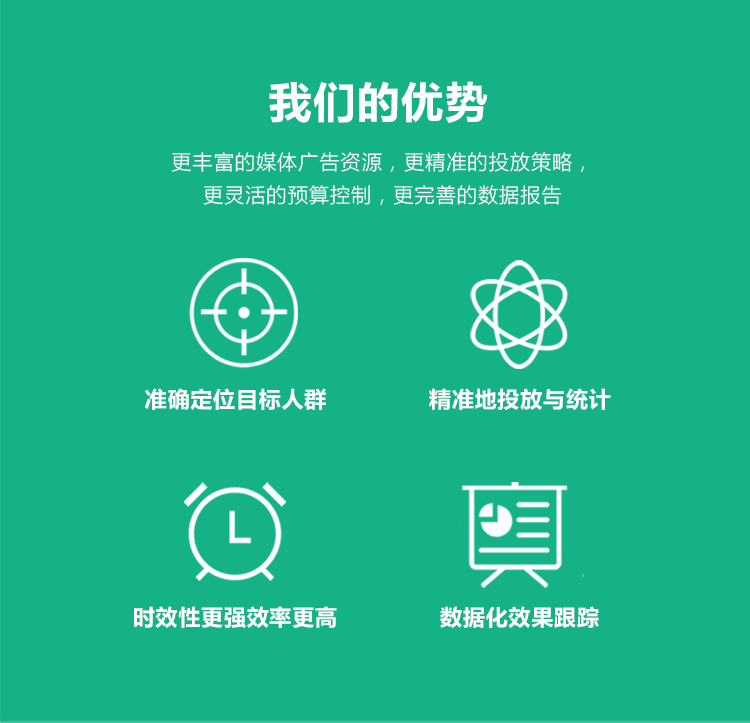 我们的优势
更丰富的媒体广告资源，更精准的投放策略，
更灵活的预算控制，更完善的数据报告
准确定位目标人群
精准地投放与统计
时效性更强效率更高
数据化效果跟踪